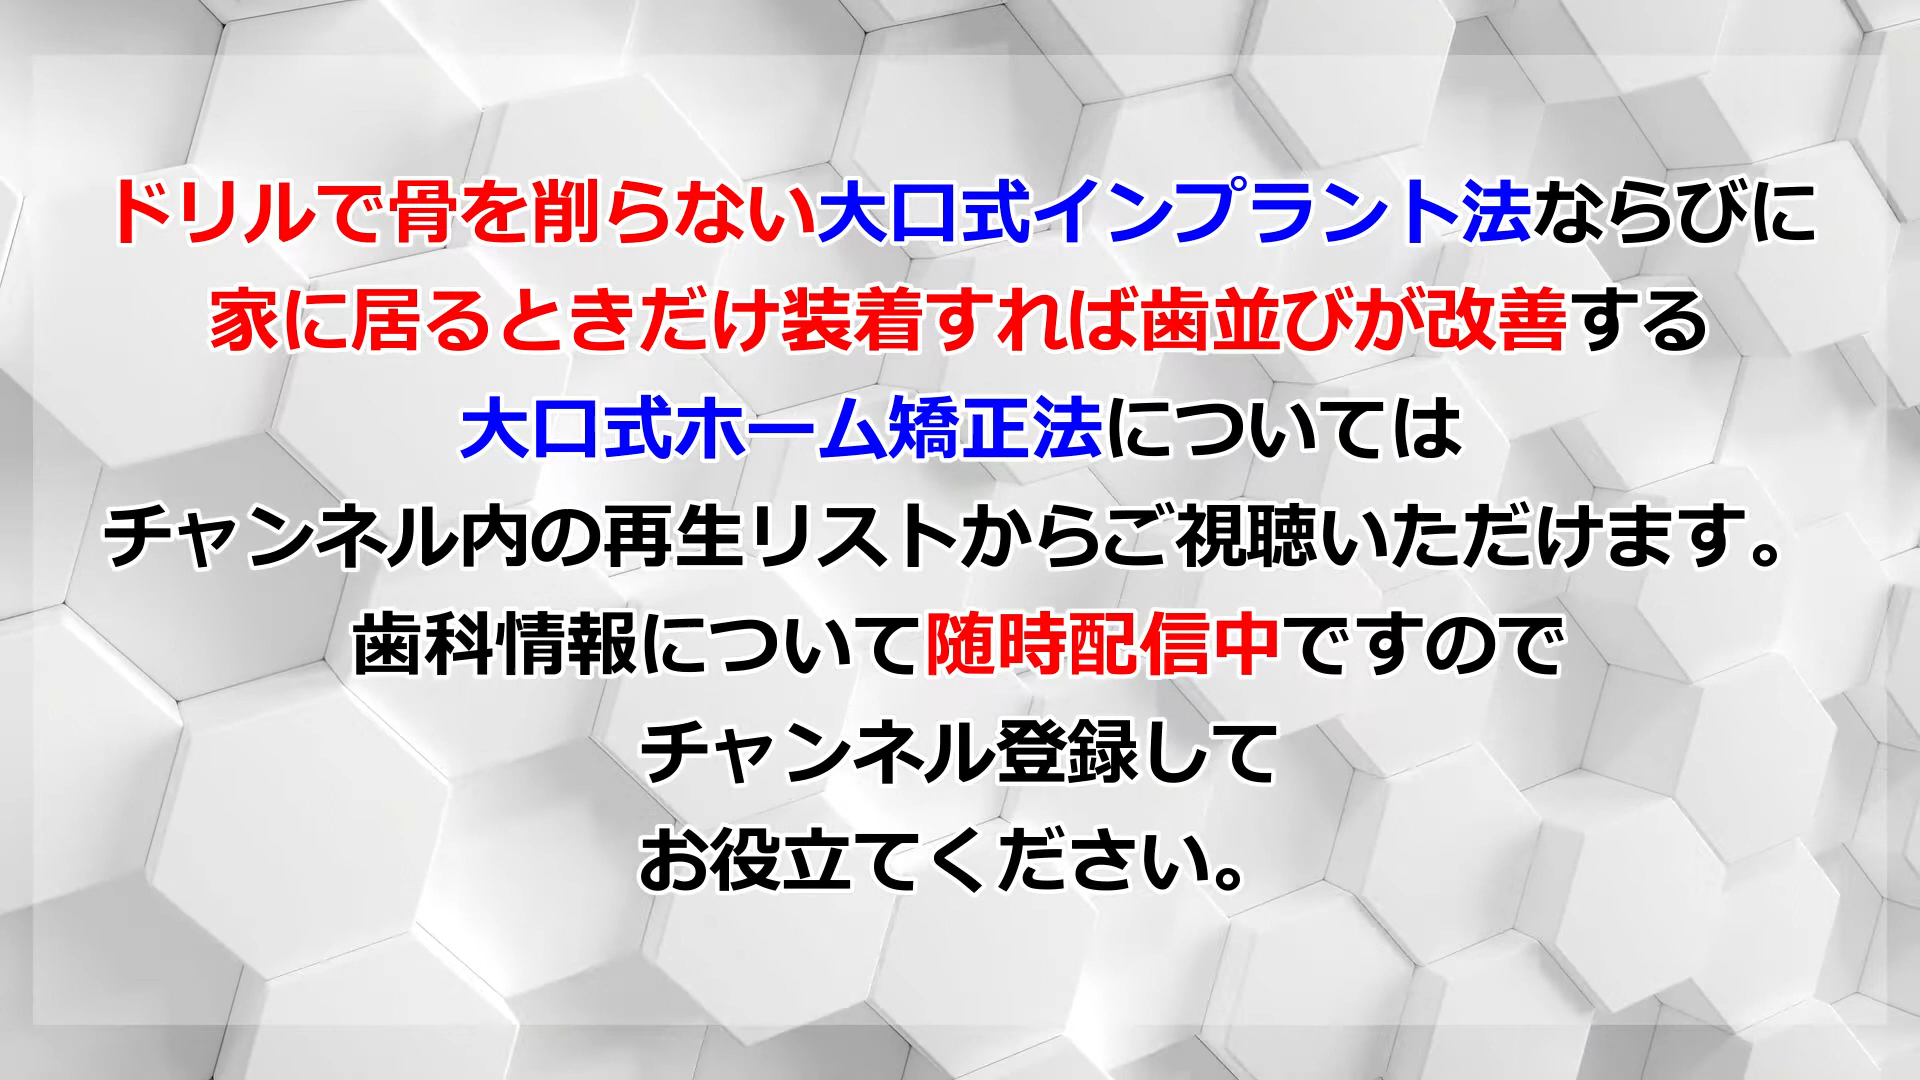 ドリルで骨を削らない大口式インプラント法ならびに
家に居るときだけ装着すれば歯並びが改善する
大口式ホーム矯正法については
チャンネル内の再生リストからご視聴いただけます。
歯科情報について随時配信中ですので
チャンネル登録して
お役立てください。